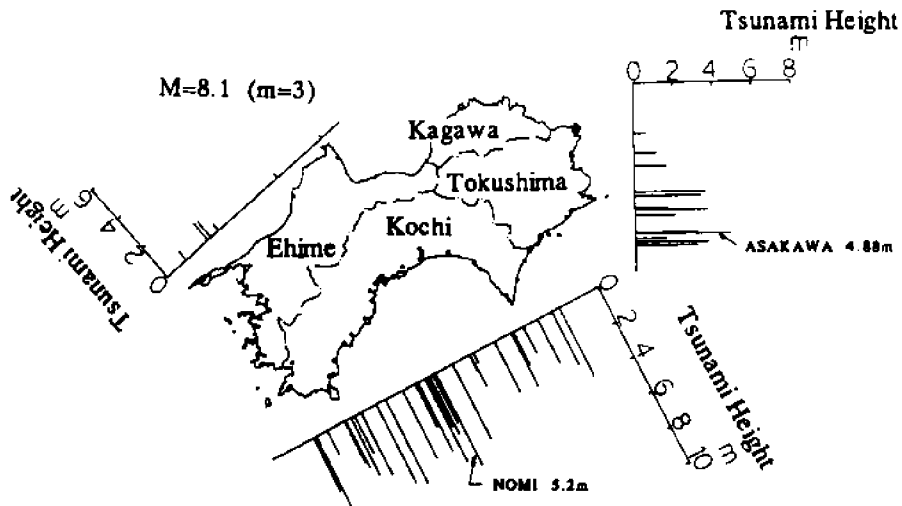 Tsunami Height
m
0 2 4 6 8
M=8.1 (m=3)
Kagawa
Tokushima
Kochi
Ehime
ASAKAWA 4.88m
Tsunami Height
m
0 2 4 6
Tsunami Height
m
0 2 4 6 8 10
NOMI 5.2m